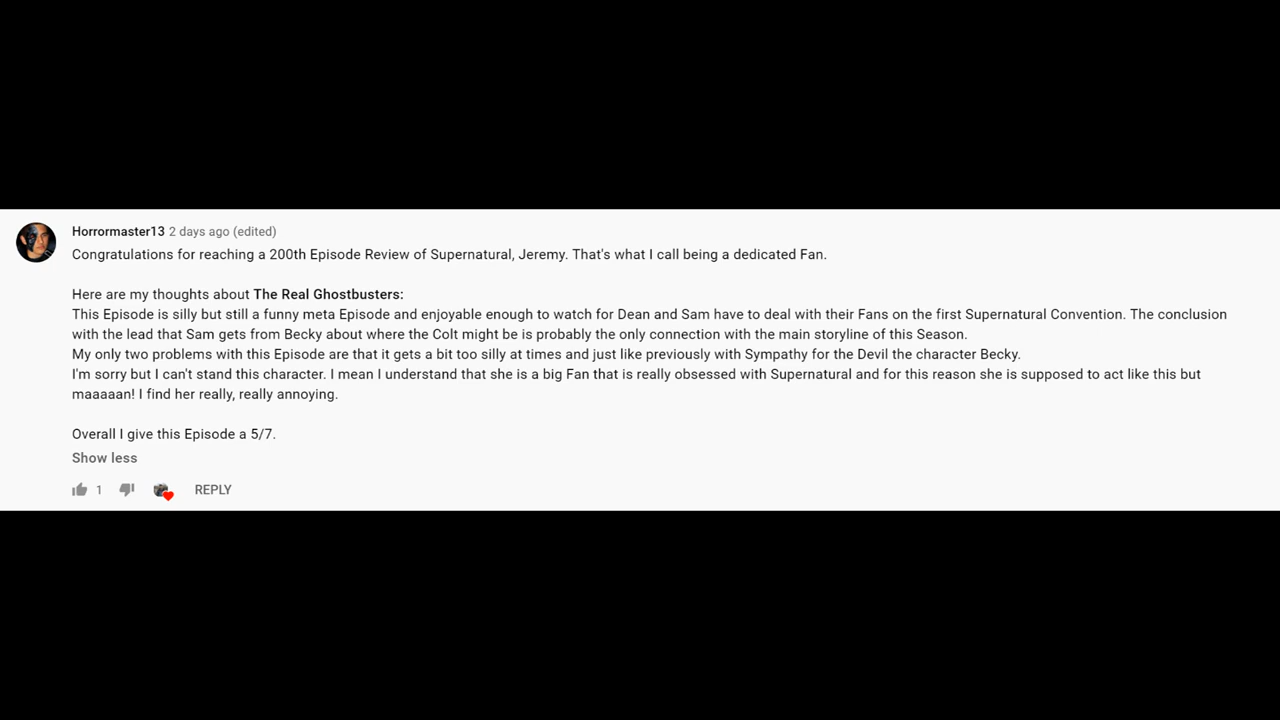 Horrormaster13 2 days ago (edited)
Congratulations for reaching a 200th Episode Review of Supernatural, Jeremy. That's what I call being a dedicated Fan.
Here are my thoughts about The Real Ghostbusters:
This Episode is silly but still a funny meta Episode and enjoyable enough to watch for Dean and Sam have to deal with their Fans on the first Supernatural Convention. The conclusion
with the lead that Sam gets from Becky about where the Colt might be is probably the only connection with the main storyline of this Season.
My only two problems with this Episode are that it gets a bit too silly at times and just like previously with Sympathy for the Devil the character Becky.
I'm sorry but I can't stand this character. I mean I understand that she is a big Fan that is really obsessed with Supernatural and for this reason she is supposed to act like this but
maaaaan! I find her really, really annoying.
Overall I give this Episode a 5/7.
Show less
1 REPLY